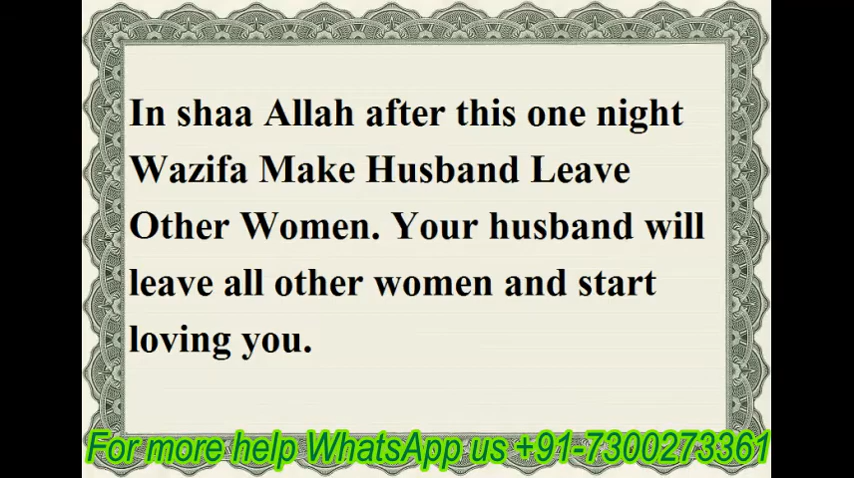 In shaa Allah after this one night
Wazifa Make Husband Leave
Other Women. Your husband will
leave all other women and start
loving you.
For more help WhatsApp us +91-7300273361